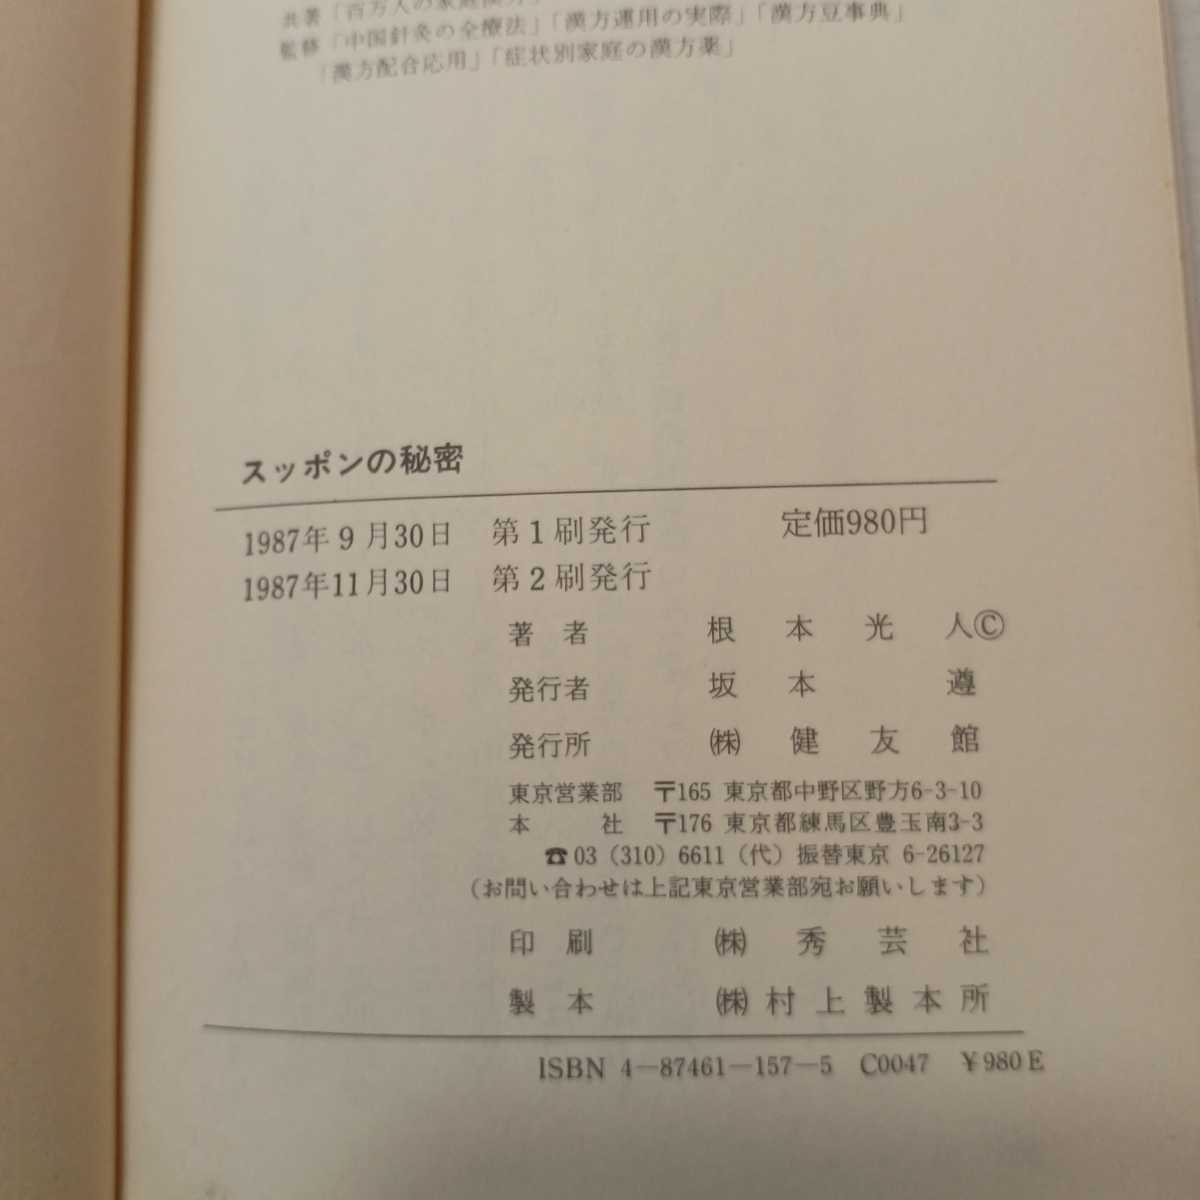 共著「百万人の家庭漢方」
監修「中国針灸の全療法」「漢方運用の実際」「漢方豆事典」
「漢方配合応用」「症状別家庭の漢方薬」
スッポンの秘密
1987年9月30日 第1刷発行 定価980円
1987年11月30日 第2刷発行
著者 根本光人©
発行者 坂本遵
発行所 ㈱健友館
東京営業部 〒165 東京都中野区野方6-3-10
本社 〒176 東京都練馬区豊玉南3-3
☎03(310)6611(代)振替東京 6-26127
(お問い合わせは上記東京営業部宛お願いします)
印刷 ㈱秀芸社
製本 ㈱村上製本所
ISBN 4-87461-157-5 C0047 ￥980E